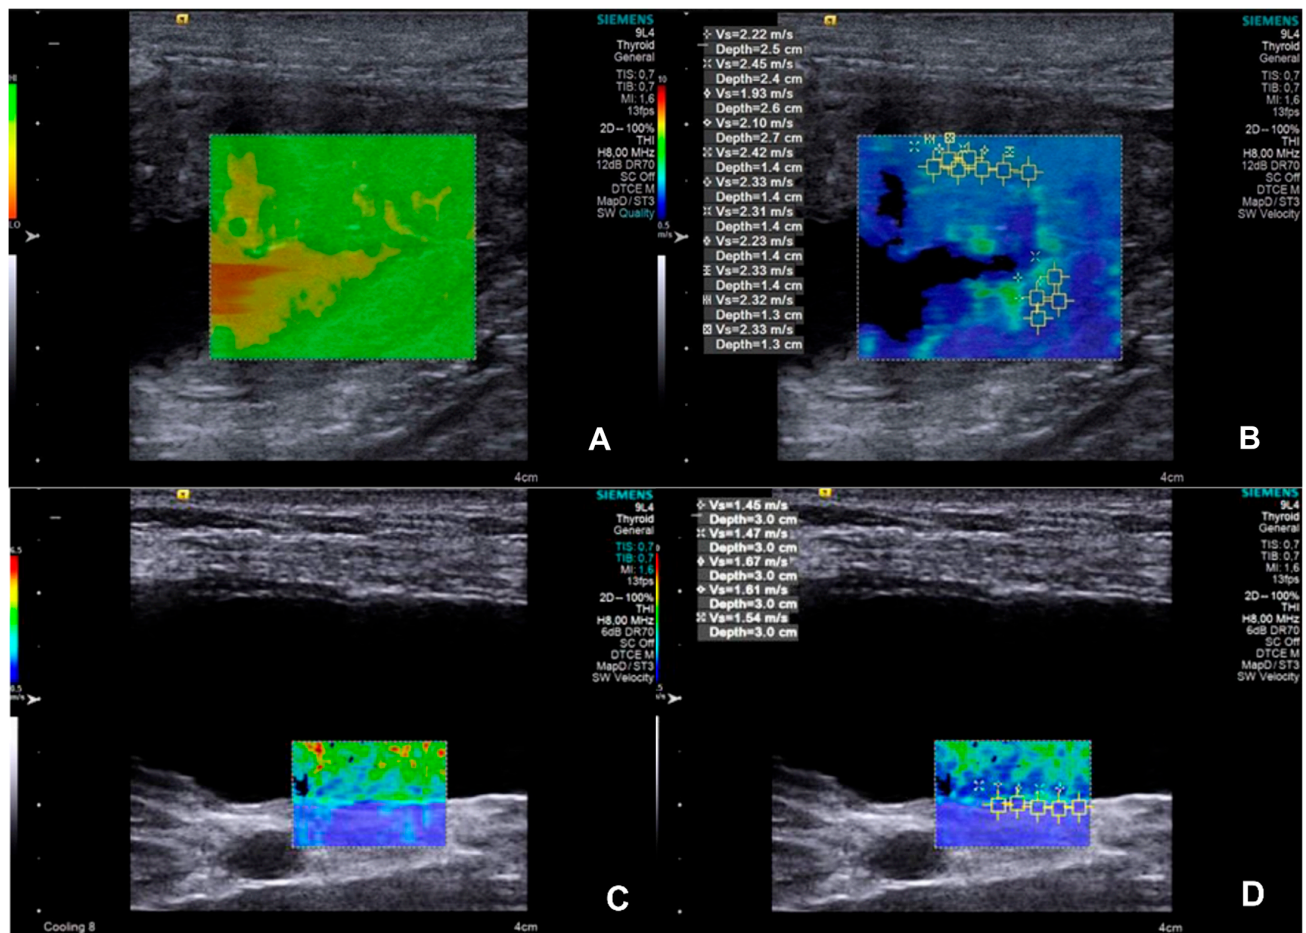 SIEMENS
9L4
Thyroid
General
TIS: 0,7
TIB: 0,7
MI: 1,6
13fps
2D--100%
THI
H8,00 MHz
12dB DR70
SC Off
DTCE M
MapD/ST3
SW Quality
HI
LO
A
4cm
Vs=2.22 m/s
Depth=2.5 cm
Vs=2.45 m/s
Depth=2.4 cm
Vs=1.93 m/s
Depth=2.6 cm
Vs=2.10 m/s
Depth=2.7 cm
Vs=2.42 m/s
Depth=1.4 cm
Vs=2.33 m/s
Depth=1.4 cm
Vs=2.31 m/s
Depth=1.4 cm
Vs=2.23 m/s
Depth=1.4 cm
Vs=2.33 m/s
Depth=1.4 cm
Vs=2.32 m/s
Depth=1.3 cm
Vs=2.33 m/s
Depth=1.3 cm
10
0.5
m/s
SIEMENS
9L4
Thyroid
General
TIS: 0,7
TIB: 0,7
MI: 1,6
13fps
2D--100%
THI
H8,00 MHz
12dB DR70
SC Off
DTCE M
MapD/ST3
SW Velocity
B
4cm
SIEMENS
9L4
Thyroid
General
TIS: 0,7
TIB: 0,7
MI: 1,6
13fps
2D--100%
THI
H8,00 MHz
6dB DR70
SC Off
DTCE M
MapD/ST3
SW Velocity
6.5
m/s
C
Cooling 8
4cm
Vs=1.45 m/s
Depth=3.0 cm
Vs=1.47 m/s
Depth=3.0 cm
Vs=1.67 m/s
Depth=3.0 cm
Vs=1.61 m/s
Depth=3.0 cm
Vs=1.54 m/s
Depth=3.0 cm
m/s
SIEMENS
9L4
Thyroid
General
TIS: 0,7
TIB: 0,7
MI: 1,6
13fps
2D--100%
THI
H8,00 MHz
6dB DR70
SC Off
DTCE M
MapD/ST3
SW Velocity
D
4cm